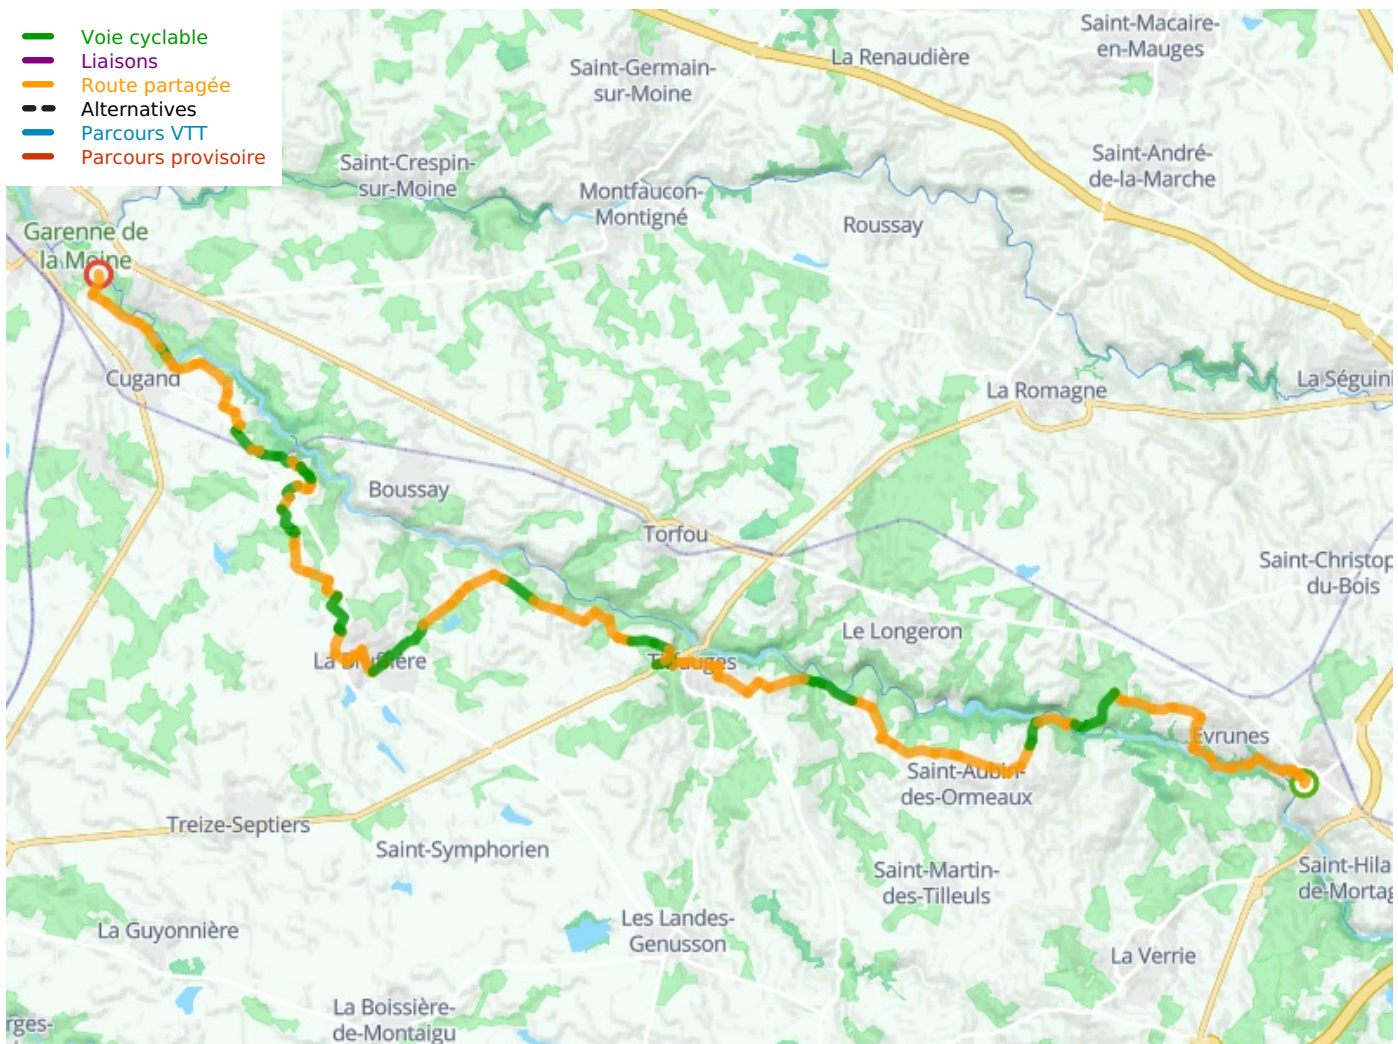 Voie cyclable
Liaisons
Route partagée
Alternatives
Parcours VTT
Parcours provisoire
Saint-Macaire-
en-Mauges
La Renaudière
Saint-Germain-
sur-Moine
Saint-Crespin-
sur-Moine
Saint-André-
de-la-Marche
Montfaucon-
Montigné
Roussay
Garenne de
la Moine
Cugand
La Romagne
La Séguini
Boussay
Torfou
Saint-Christop
du-Bois
Le Longeron
La Bruffière
Tiffauges
Evrunes
Saint-Aubin-
des-Ormeaux
Treize-Septiers
Saint-Symphorien
Saint-Martin-
des-Tilleuls
Saint-Hila
de-Mortag
La Guyonnière
Les Landes-
Genusson
La Verrie
La Boissière-
de-Montaigu
rges-